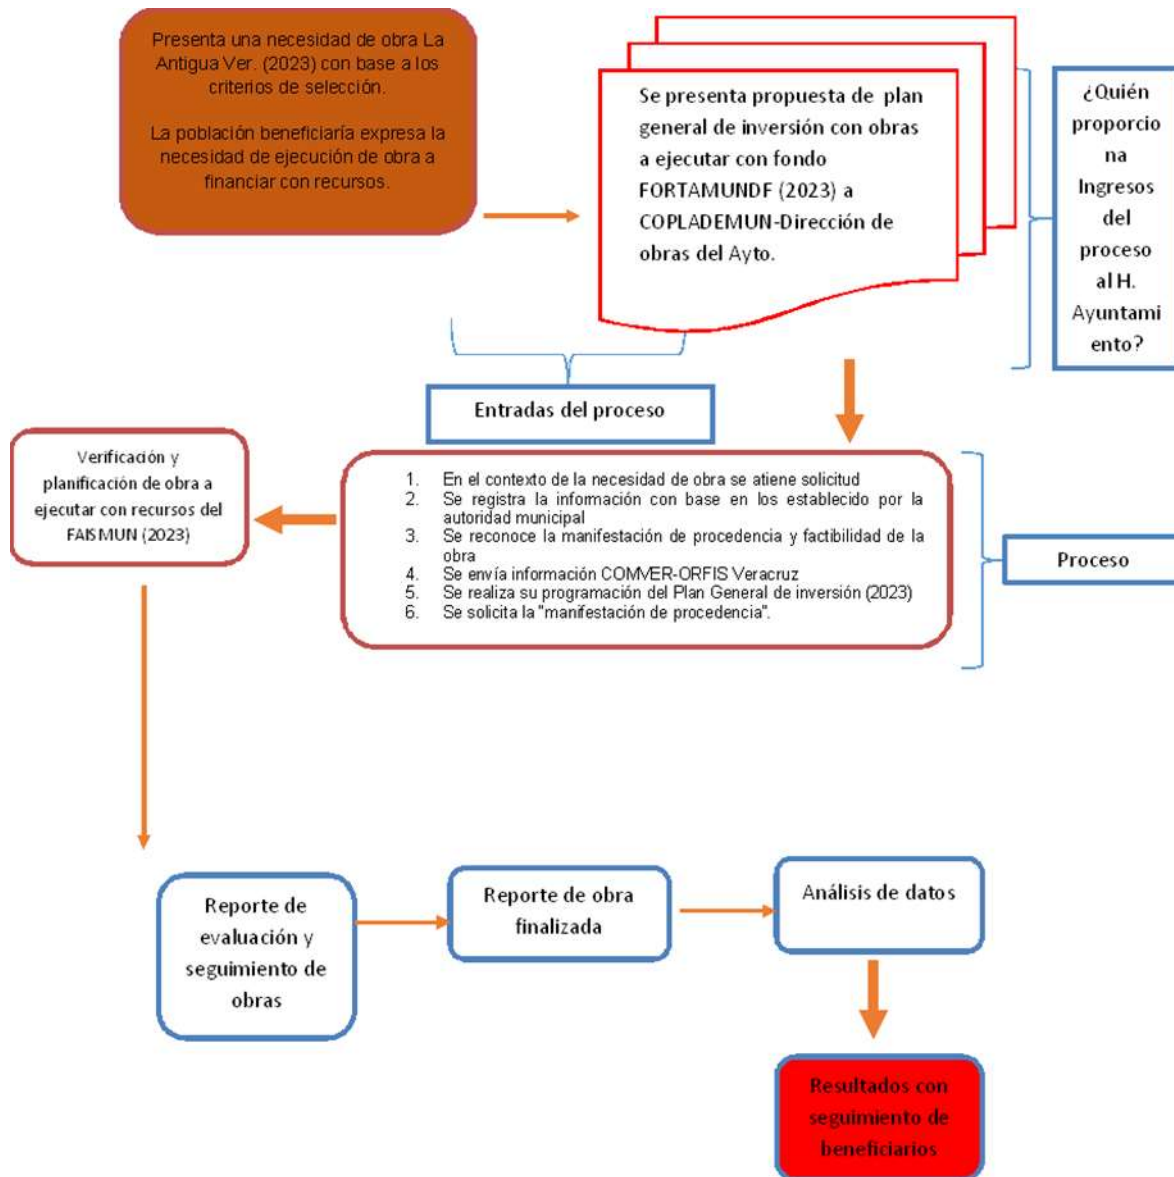 Presenta una necesidad de obra La
Antigua Ver. (2023) con base a los
criterios de selección.
La población beneficiaría expresa la
necesidad de ejecución de obra a
financiar con recursos.
Se presenta propuesta de plan
general de inversión con obras
a ejecutar con fondo
FORTAMUNDF (2023) a
COPLADEMUN-Dirección de
obras del Ayto.
¿Quién
proporcio
na
Ingresos
del
proceso
al H.
Ayuntami
ento?
Entradas del proceso
Verificación y
planificación de obra a
ejecutar con recursos del
FAISMUN (2023)
1. En el contexto de la necesidad de obra se atiene solicitud
2. Se registra la información con base en los establecido por la
autoridad municipal
3. Se reconoce la manifestación de procedencia y factibilidad de la
obra
4. Se envía información COMVER-ORFIS Veracruz
5. Se realiza su programación del Plan General de inversión (2023)
6. Se solicita la "manifestación de procedencia".
Proceso
Reporte de
evaluación y
seguimiento de
obras
Reporte de obra
finalizada
Análisis de datos
Resultados con
seguimiento de
beneficiarios